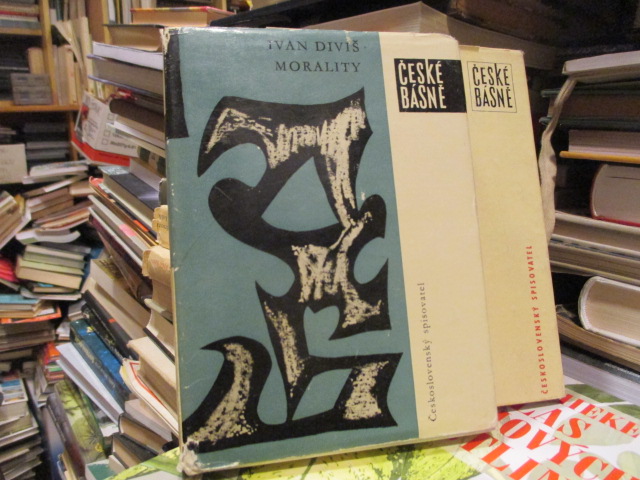 IVAN DIVIŠ
MORALITY
ČESKÉ
BÁSNĚ
Československý spisovatel
ČESKÉ
BÁSNĚ
ČESKOSLOVENSKÝ SPISOVATEL